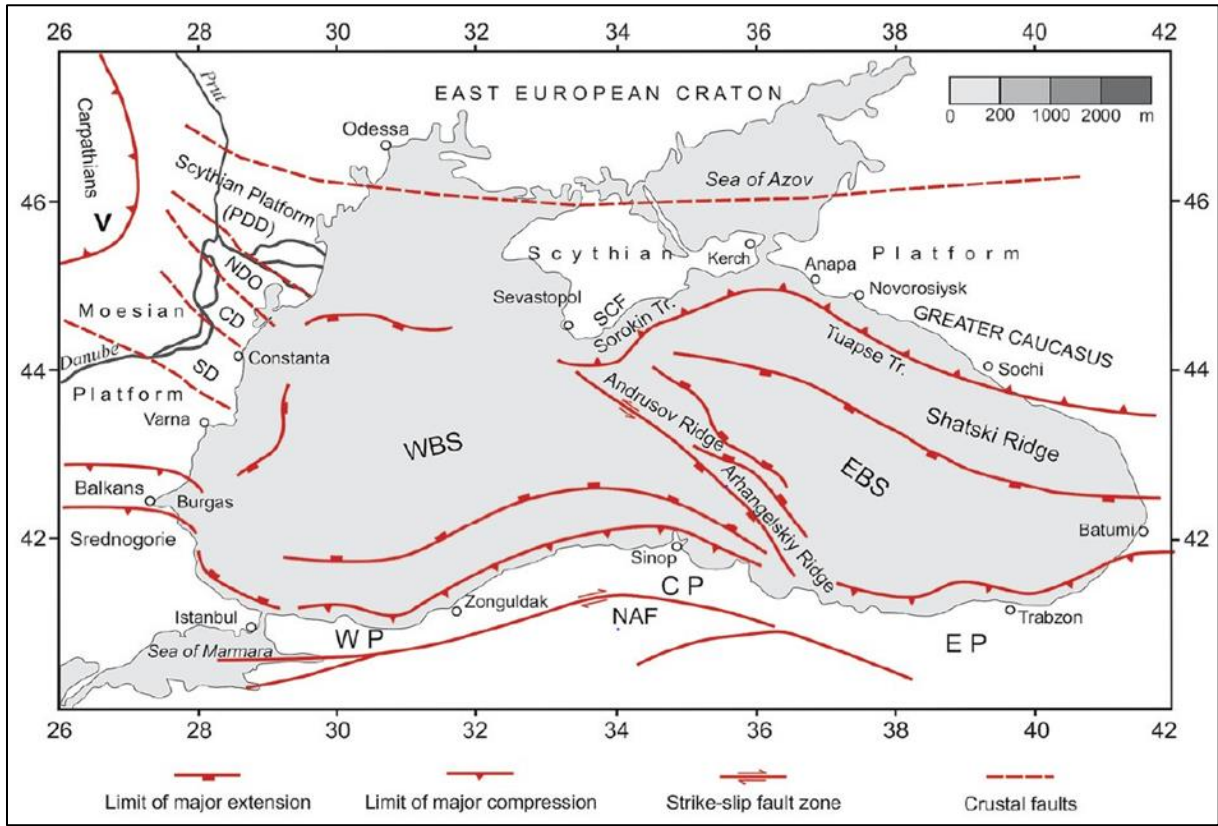 26 28 30 32 34 36 38 40 42
EAST EUROPEAN CRATON
0 200 1000 2000 m
Prut
Carpathians
Odessa
Scythian Platform
(PDD)
Sea of Azov
46 46
V
NDO
Scythian Platform
Kerch
Anapa
Novorosiysk
Moesian
CD
Sevastopol
SCF
Sorokin Tr.
GREATER CAUCASUS
Tuapse Tr.
Danube
SD
Constanta
Sochi
44 44
Platform
Varna
Andrusov Ridge
Shatski Ridge
WBS
EBS
Arhangelskiy Ridge
Balkans
Burgas
Batumi
Srednogorie
42 42
Sinop
CP
Zonguldak
NAF
Trabzon
Istanbul
WP
EP
Sea of Marmara
26 28 30 32 34 36 38 40 42
Limit of major extension
Limit of major compression
Strike-slip fault zone
Crustal faults